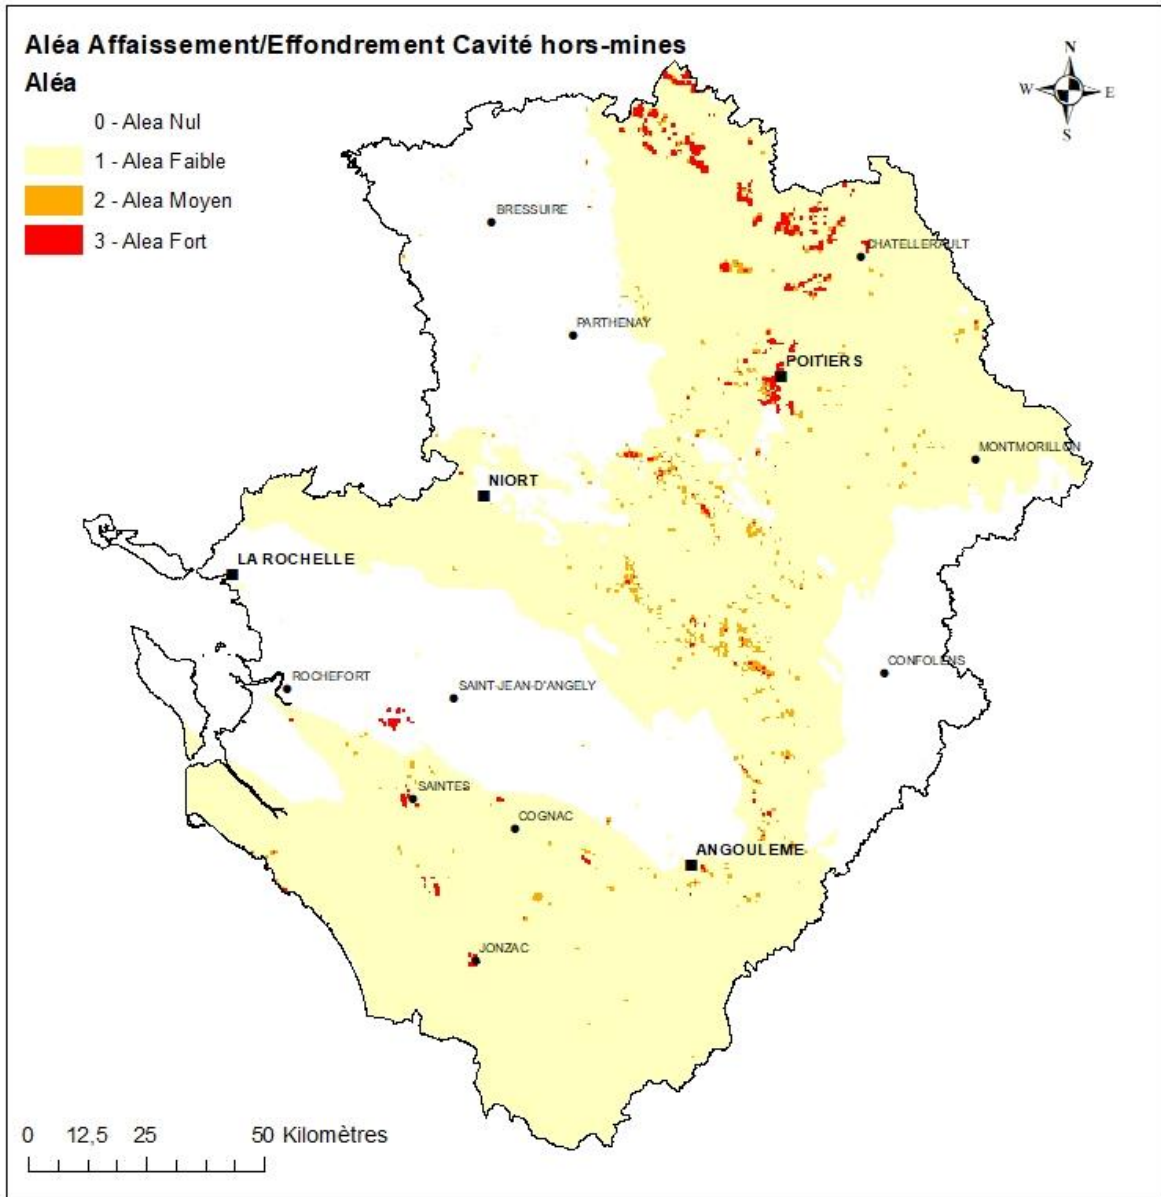 Aléa Affaissement/Effondrement Cavité hors-mines
Aléa
0 - Alea Nul
1 - Alea Faible
2 - Alea Moyen
3 - Alea Fort
N
W
E
S
BRESSUIRE
CHATELLERAULT
PARTHENAY
POITIERS
MONTMORILLON
NIORT
LA ROCHELLE
CONFOLENS
ROCHEFORT
SAINT-JEAN-D'ANGELY
SAINTES
COGNAC
ANGOULEME
JONZAC
0 12,5 25 50 Kilomètres